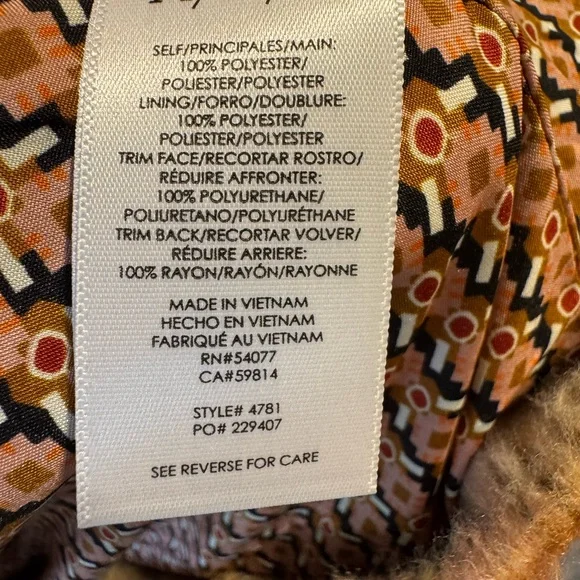 SELF/PRINCIPALES/MAIN:
100% POLYESTER/
POLIESTER/POLYESTER
LINING/FORRO/DOUBLURE:
100% POLYESTER/
POLIESTER/POLYESTER
TRIM FACE/RECORTAR ROSTRO/
RÉDUIRE AFFRONTER:
100% POLYURETHANE/
POLIURETANO/POLYURÉTHANE
TRIM BACK/RECORTAR VOLVER/
RÉDUIRE ARRIERE:
100% RAYON/RAYÓN/RAYONNE
MADE IN VIETNAM
HECHO EN VIETNAM
FABRIQUÉ AU VIETNAM
RN#54077
CA#59814
STYLE# 4781
PO# 229407
SEE REVERSE FOR CARE